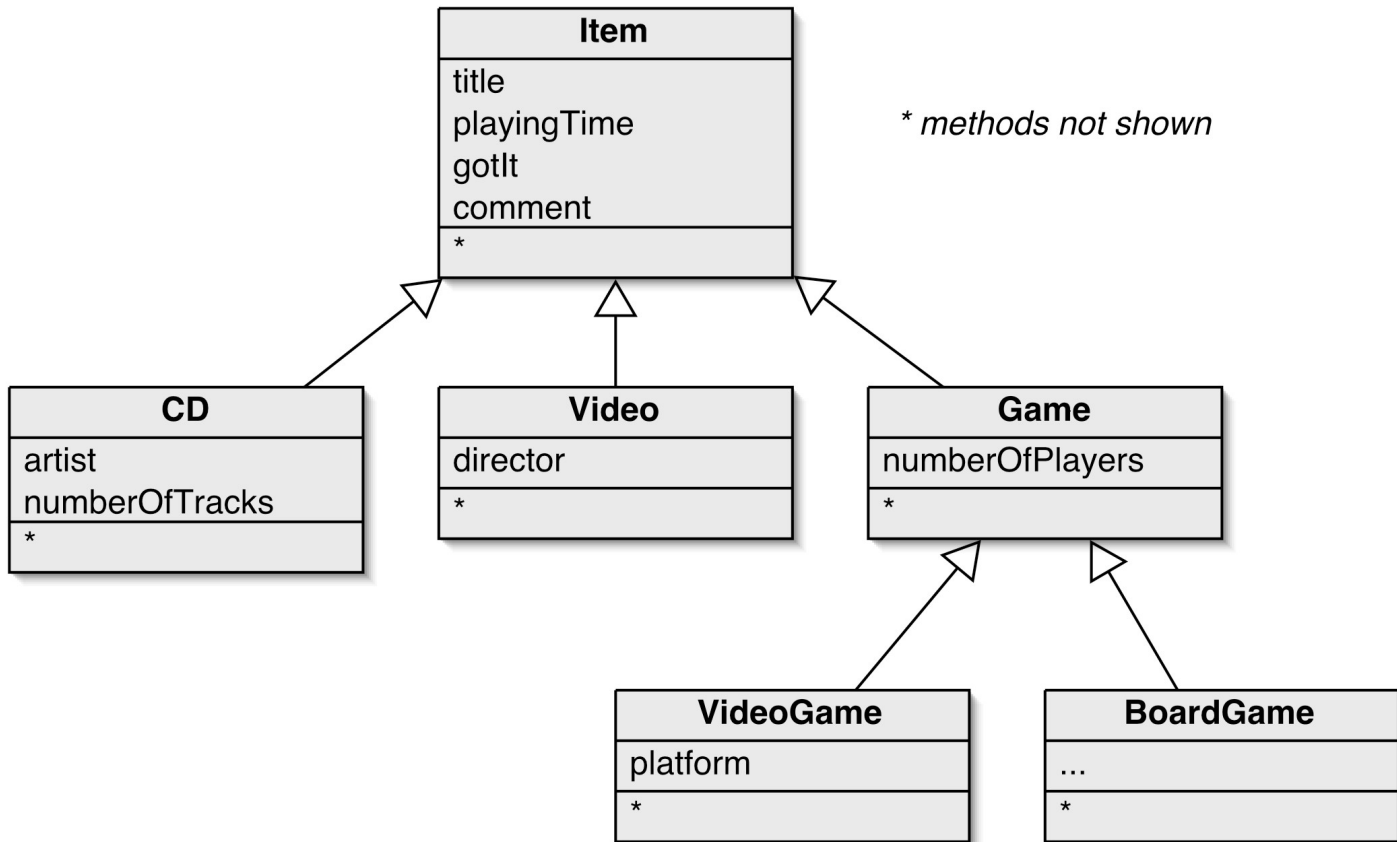 Item
title
playingTime
gotIt
comment
*
* methods not shown
CD
artist
numberOfTracks
*
Video
director
*
Game
numberOfPlayers
*
VideoGame
platform
*
BoardGame
...
*